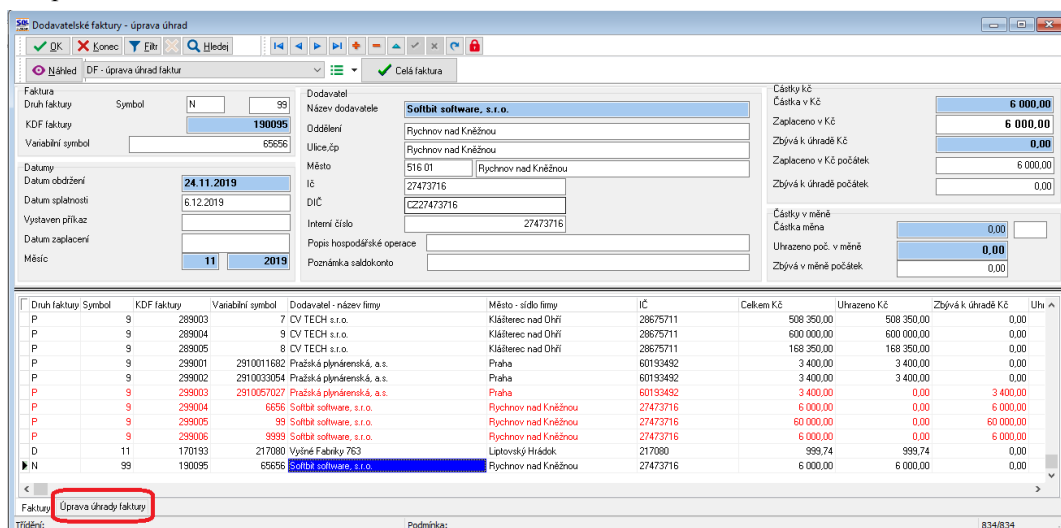 SQL Dodavatelské faktury - úprava úhrad
OK Konec Filtr Hledej
Náhled DF - úprava úhrad faktur Celá faktura
Faktura
Druh faktury Symbol N 99
KDF faktury 190095
Variabilní symbol 65656
Datumy
Datum obdržení 24.11.2019
Datum splatnosti 6.12.2019
Vystaven příkaz
Datum zaplacení
Měsíc 11 2019
Dodavatel
Název dodavatele Softbit software, s.r.o.
Oddělení Rychnov nad Kněžnou
Ulice,čp Rychnov nad Kněžnou
Město 516 01 Rychnov nad Kněžnou
Ič 27473716
DIČ CZ27473716
Interní číslo 27473716
Popis hospodářské operace
Poznámka saldokonto
Částky kč
Částka v Kč 6 000,00
Zaplaceno v Kč 6 000,00
Zbývá k úhradě Kč 0,00
Zaplaceno v Kč počátek 6 000,00
Zbývá k úhradě počátek 0,00
Částky v měně
Částka měna 0,00
Uhrazeno poč. v měně 0,00
Zbývá v měně počátek 0,00
Druh faktury Symbol KDF faktury Variabilní symbol Dodavatel - název firmy Město - sídlo firmy IČ Celkem Kč Uhrazeno Kč Zbývá k úhradě Kč Uhr
P 9 289003 7 CV TECH s.r.o. Klášterec nad Ohří 28675711 508 350,00 508 350,00 0,00
P 9 289004 9 CV TECH s.r.o. Klášterec nad Ohří 28675711 600 000,00 600 000,00 0,00
P 9 289005 8 CV TECH s.r.o. Klášterec nad Ohří 28675711 168 350,00 168 350,00 0,00
P 9 299001 2910011682 Pražská plynárenská, a.s. Praha 60193492 3 400,00 3 400,00 0,00
P 9 299002 2910033054 Pražská plynárenská, a.s. Praha 60193492 3 400,00 3 400,00 0,00
P 9 299003 2910057027 Pražská plynárenská, a.s. Praha 60193492 3 400,00 0,00 3 400,00
P 9 299004 6656 Softbit software, s.r.o. Rychnov nad Kněžnou 27473716 6 000,00 0,00 6 000,00
P 9 299005 99 Softbit software, s.r.o. Rychnov nad Kněžnou 27473716 60 000,00 0,00 60 000,00
P 9 299006 9999 Softbit software, s.r.o. Rychnov nad Kněžnou 27473716 6 000,00 0,00 6 000,00
D 11 170193 217080 Vyšné Fabriky 763 Liptovský Hrádok 217080 999,74 999,74 0,00
N 99 190095 65656 Softbit software, s.r.o. Rychnov nad Kněžnou 27473716 6 000,00 6 000,00 0,00
Faktury Úprava úhrady faktury
Třídění: Podmínka: 834/834